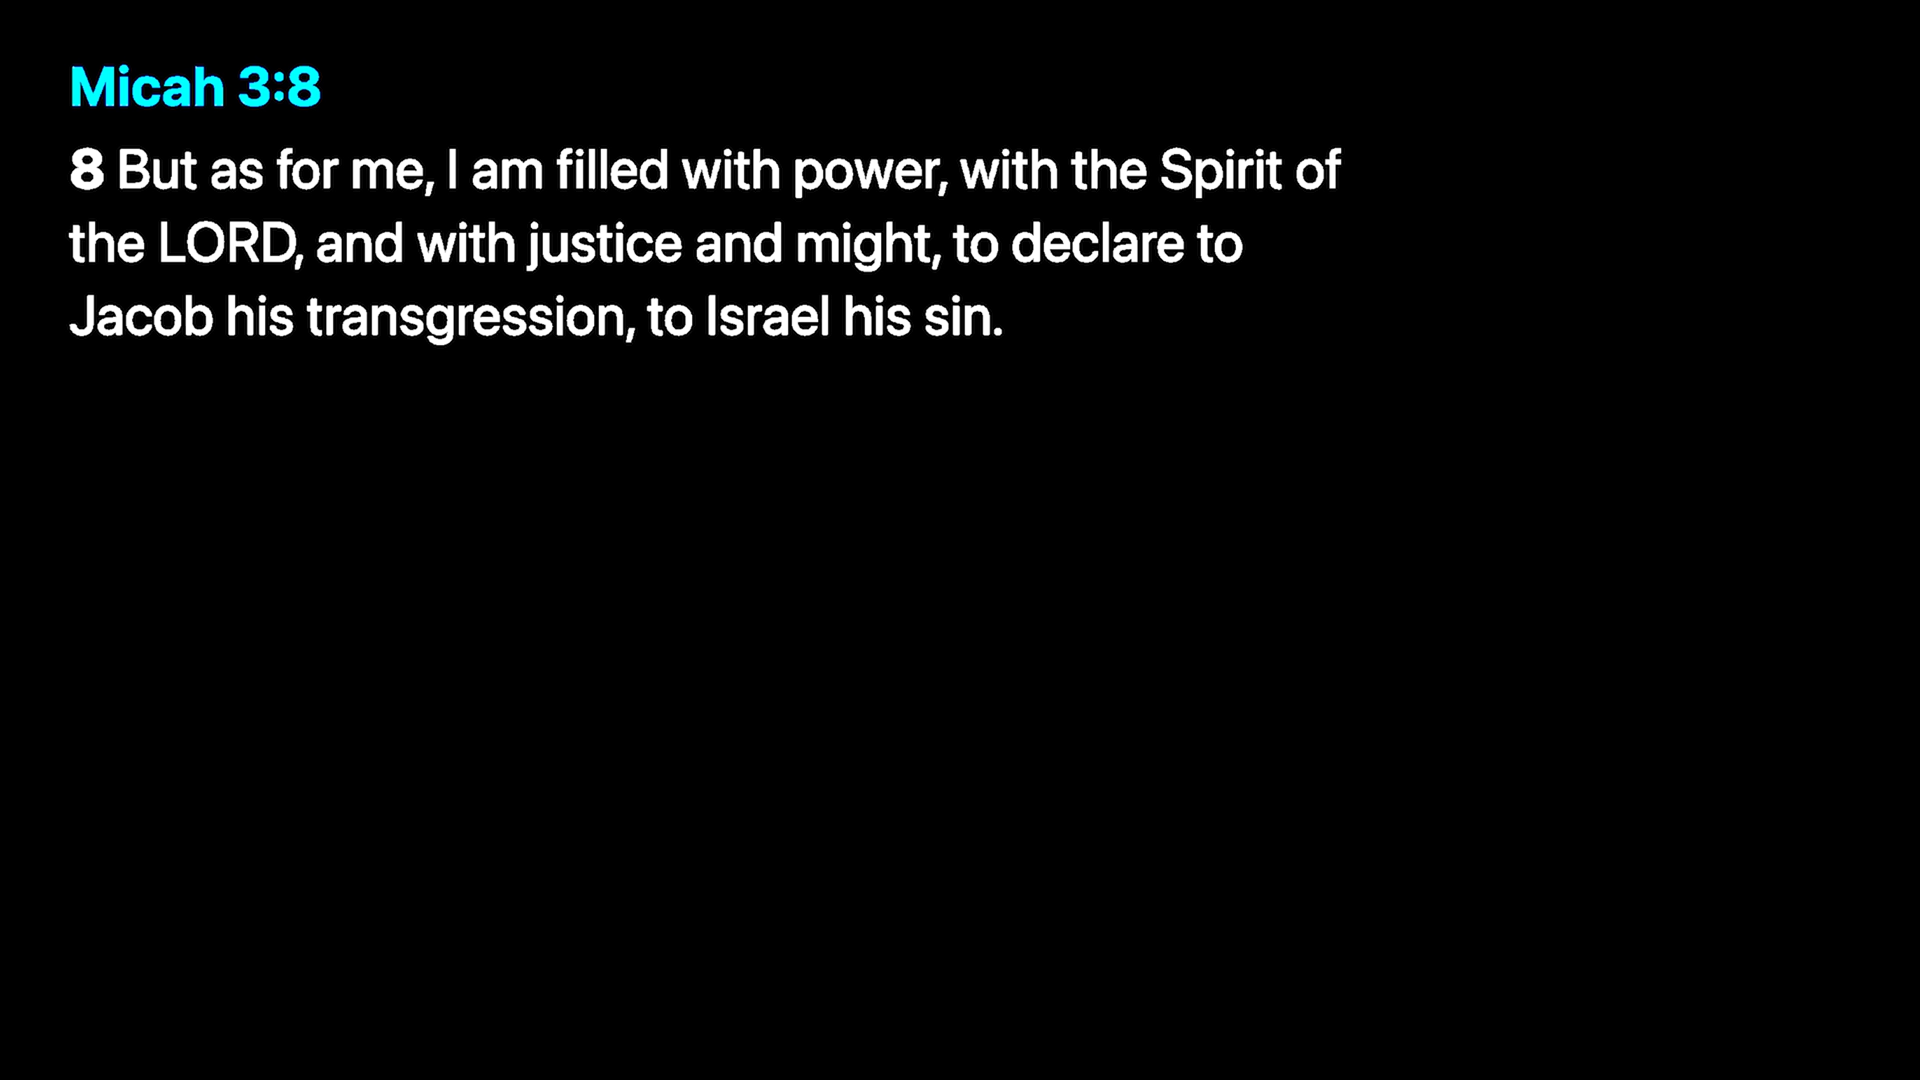 Micah 3:8
8 But as for me, I am filled with power, with the Spirit of
the LORD, and with justice and might, to declare to
Jacob his transgression, to Israel his sin.